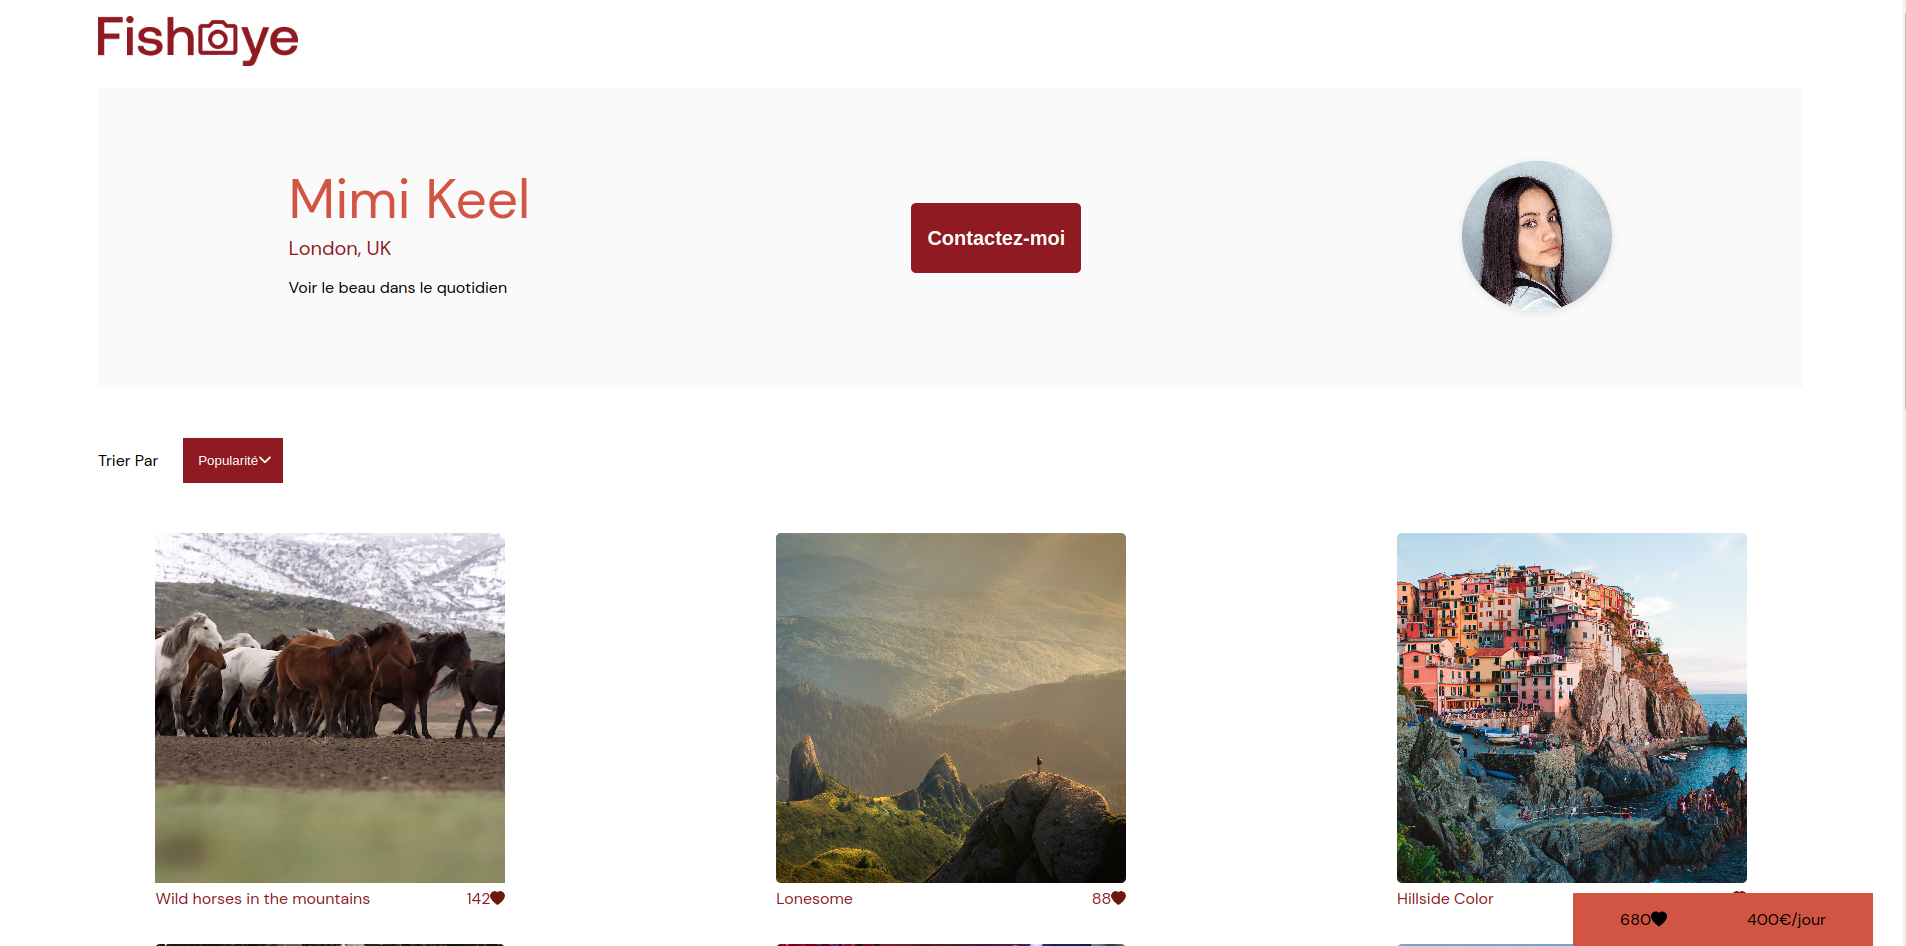 Fisheye
Mimi Keel
London, UK
Voir le beau dans le quotidien
Contactez-moi
Trier Par
Popularité
Wild horses in the mountains
142
Lonesome
88
Hillside Color
680
400€/jour